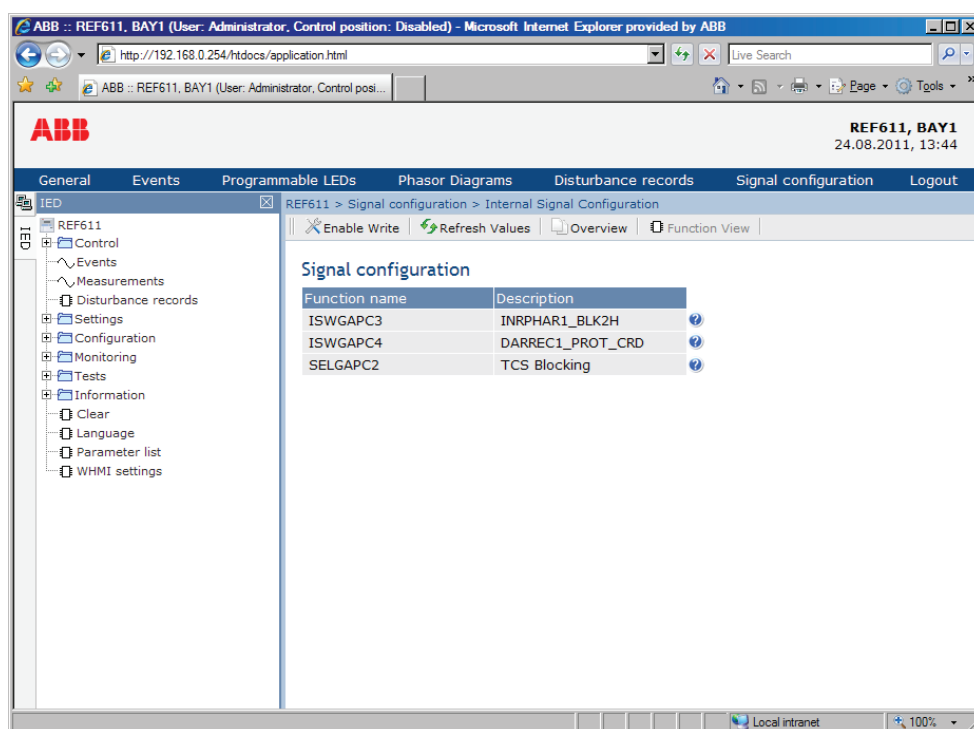 ABB :: REF611, BAY1 (User: Administrator, Control position: Disabled) - Microsoft Internet Explorer provided by ABB
http://192.168.0.254/htdocs/application.html
Live Search
ABB :: REF611, BAY1 (User: Administrator, Control posi...
Page
Tools
»
ABB
REF611, BAY1
24.08.2011, 13:44
General Events Programmable LEDs Phasor Diagrams Disturbance records Signal configuration Logout
IED
IED
REF611 > Signal configuration > Internal Signal Configuration
Enable Write Refresh Values Overview Function View
REF611
Control
Events
Measurements
Disturbance records
Settings
Configuration
Monitoring
Tests
Information
Clear
Language
Parameter list
WHMI settings
Signal configuration
Function name Description
ISWGAPC3 INRPHAR1_BLK2H
ISWGAPC4 DARREC1_PROT_CRD
SELGAPC2 TCS Blocking
Local intranet
100%